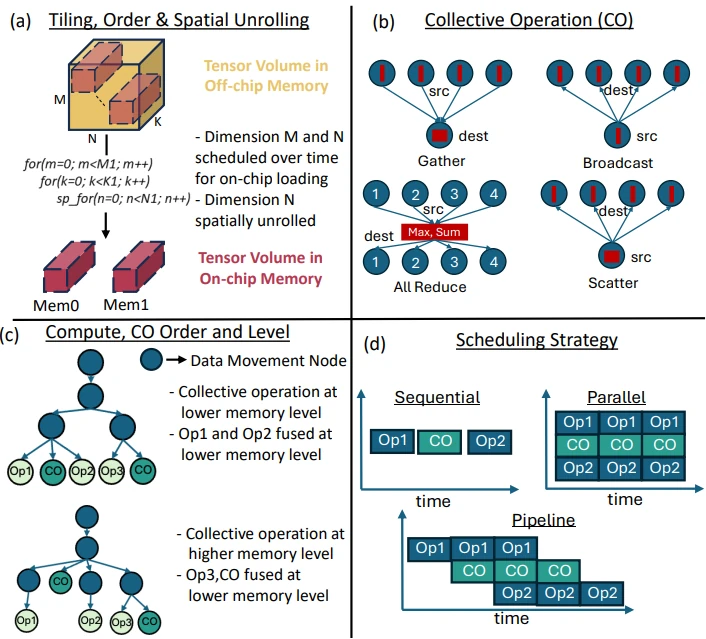 (a) Tiling, Order & Spatial Unrolling
Tensor Volume in
Off-chip Memory
M
K
N
for(m=0; m<M1; m++)
for(k=0; k<K1; k++)
sp_for(n=0; n<N1; n++)
- Dimension M and N
scheduled over time
for on-chip loading
- Dimension N
spatially unrolled
Tensor Volume in
On-chip Memory
Mem0 Mem1
(b) Collective Operation (CO)
src
dest
Gather
dest
src
Broadcast
1 2 3 4
src
Max, Sum
dest
1 2 3 4
All Reduce
dest
src
Scatter
(c) Compute, CO Order and Level
Data Movement Node
- Collective operation at
lower memory level
- Op1 and Op2 fused at
lower memory level
Op1 CO Op2 Op3 CO
- Collective operation at
higher memory level
- Op3,CO fused at
lower memory level
CO
Op1 Op2 Op3 CO
(d) Scheduling Strategy
Sequential
Op1 CO Op2
time
Parallel
Op1 Op1 Op1
CO CO CO
Op2 Op2 Op2
time
Pipeline
Op1 Op1 Op1
CO CO CO
Op2 Op2 Op2
time